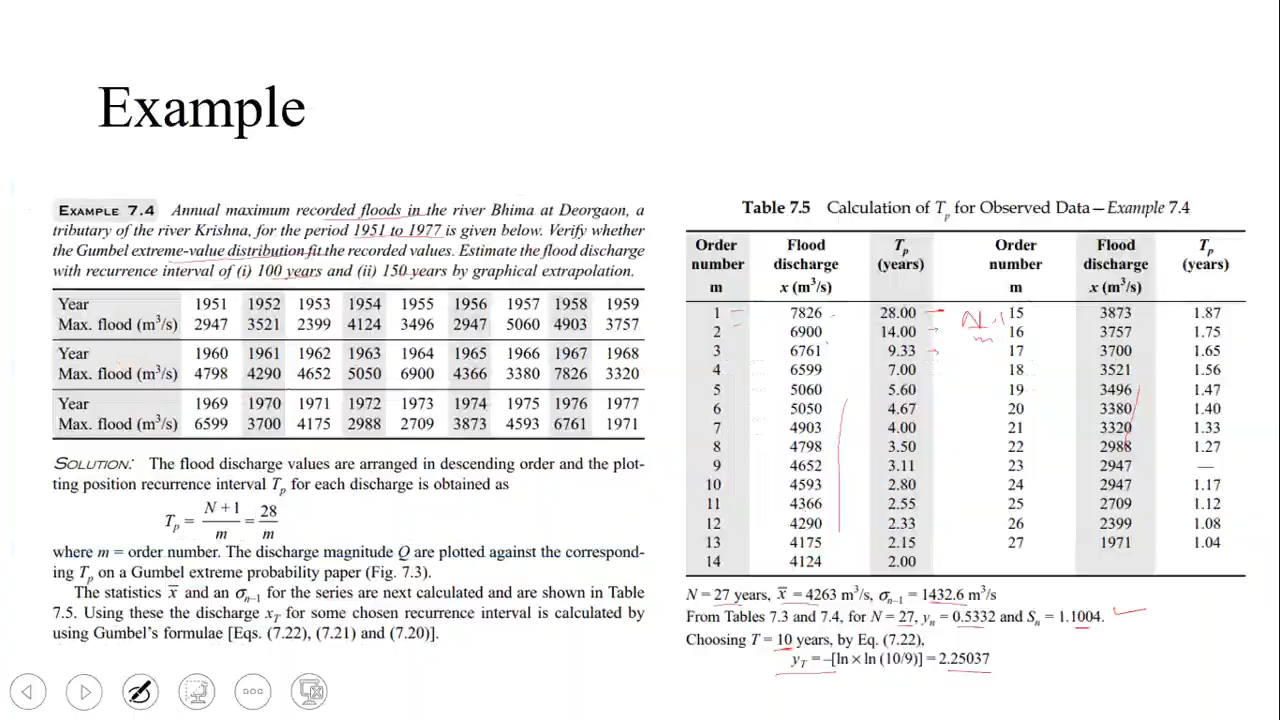 Example
EXAMPLE 7.4 Annual maximum recorded floods in the river Bhima at Deorgaon, a
tributary of the river Krishna, for the period 1951 to 1977 is given below. Verify whether
the Gumbel extreme-value distribution fit the recorded values. Estimate the flood discharge
with recurrence interval of (i) 100 years and (ii) 150 years by graphical extrapolation.
Year 1951 1952 1953 1954 1955 1956 1957 1958 1959
Max. flood (m³/s) 2947 3521 2399 4124 3496 2947 5060 4903 3757
Year 1960 1961 1962 1963 1964 1965 1966 1967 1968
Max. flood (m³/s) 4798 4290 4652 5050 6900 4366 3380 7826 3320
Year 1969 1970 1971 1972 1973 1974 1975 1976 1977
Max. flood (m³/s) 6599 3700 4175 2988 2709 3873 4593 6761 1971
SOLUTION: The flood discharge values are arranged in descending order and the plot-
ting position recurrence interval Tp for each discharge is obtained as
Tp = N + 1 / m = 28 / m
where m = order number. The discharge magnitude Q are plotted against the correspond-
ing Tp on a Gumbel extreme probability paper (Fig. 7.3).
The statistics x̄ and an σn–1 for the series are next calculated and are shown in Table
7.5. Using these the discharge xT for some chosen recurrence interval is calculated by
using Gumbel's formulae [Eqs. (7.22), (7.21) and (7.20)].
Table 7.5 Calculation of Tp for Observed Data—Example 7.4
Order Flood Tp Order Flood Tp
number discharge (years) number discharge (years)
m x (m³/s) m x (m³/s)
1 7826 28.00 15 3873 1.87
2 6900 14.00 16 3757 1.75
3 6761 9.33 17 3700 1.65
4 6599 7.00 18 3521 1.56
5 5060 5.60 19 3496 1.47
6 5050 4.67 20 3380 1.40
7 4903 4.00 21 3320 1.33
8 4798 3.50 22 2988 1.27
9 4652 3.11 23 2947 —
10 4593 2.80 24 2947 1.17
11 4366 2.55 25 2709 1.12
12 4290 2.33 26 2399 1.08
13 4175 2.15 27 1971 1.04
14 4124 2.00
N+1
m
N = 27 years, x̄ = 4263 m³/s, σn–1 = 1432.6 m³/s
From Tables 7.3 and 7.4, for N = 27, yn = 0.5332 and Sn = 1.1004.
Choosing T = 10 years, by Eq. (7.22),
yT = –[ln × ln (10/9)] = 2.25037